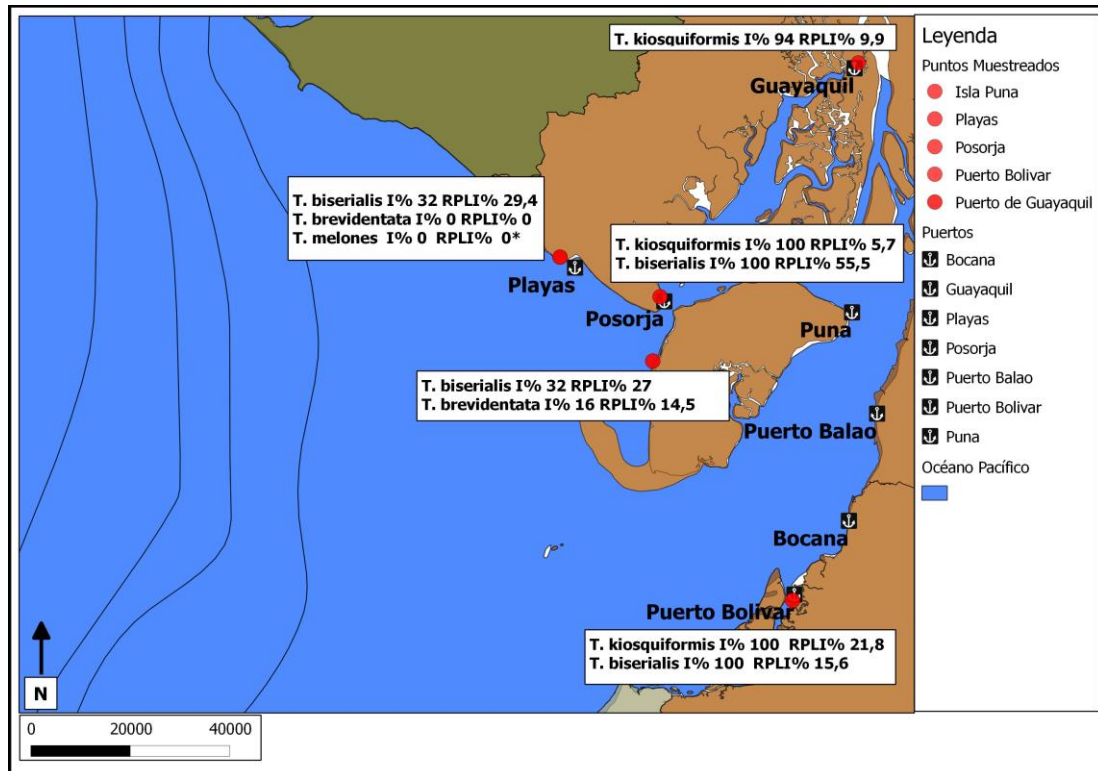 T. kiosquiformis I% 94 RPLI% 9,9
Guayaquil
T. biserialis I% 32 RPLI% 29,4
T. brevidentata I% 0 RPLI% 0
T. melones I% 0 RPLI% 0*
Playas
T. kiosquiformis I% 100 RPLI% 5,7
T. biserialis I% 100 RPLI% 55,5
Posorja
Puna
T. biserialis I% 32 RPLI% 27
T. brevidentata I% 16 RPLI% 14,5
Puerto Balao
Bocana
Puerto Bolivar
T. kiosquiformis I% 100 RPLI% 21,8
T. biserialis I% 100 RPLI% 15,6
N
0 20000 40000
Leyenda
Puntos Muestreados
Isla Puna
Playas
Posorja
Puerto Bolivar
Puerto de Guayaquil
Puertos
Bocana
Guayaquil
Playas
Posorja
Puerto Balao
Puerto Bolivar
Puna
Océano Pacífico